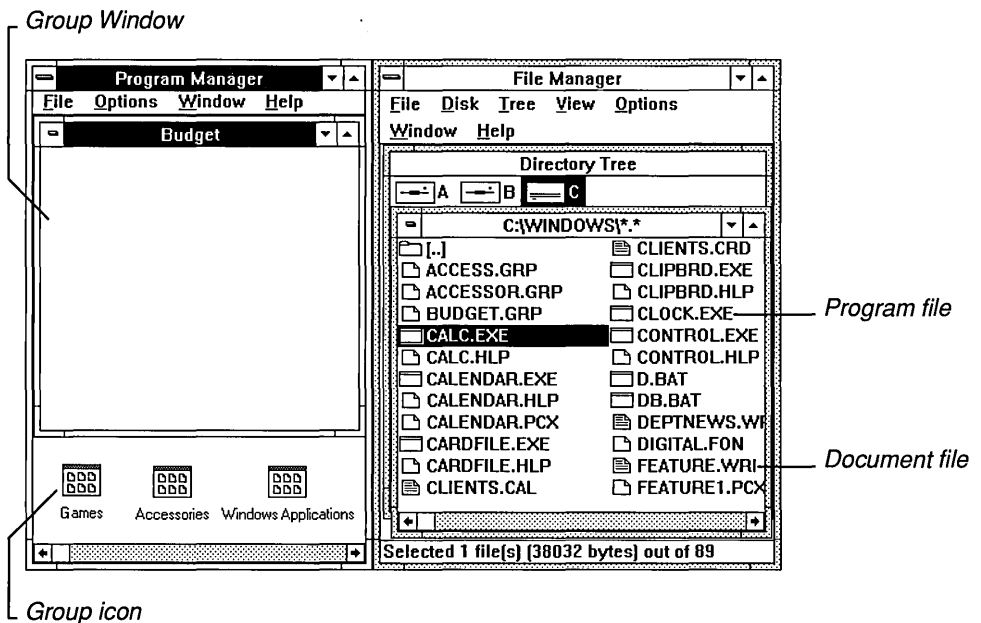 Group Window
Program Manager
File Options Window Help
Budget
Games
Accessories
Windows Applications
Group icon
File Manager
File Disk Tree View Options
Window Help
Directory Tree
A B C
C:\WINDOWS\*.*
[..]
ACCESS.GRP
ACCESSOR.GRP
BUDGET.GRP
CALC.EXE
CALC.HLP
CALENDAR.EXE
CALENDAR.HLP
CALENDAR.PCX
CARDFILE.EXE
CARDFILE.HLP
CLIENTS.CAL
CLIENTS.CRD
CLIPBRD.EXE
CLIPBRD.HLP
CLOCK.EXE
CONTROL.EXE
CONTROL.HLP
D.BAT
DB.BAT
DEPTNEWS.WR
DIGITAL.FON
FEATURE.WRI
FEATURE1.PCX
Selected 1 file(s) (38032 bytes) out of 89
Program file
Document file